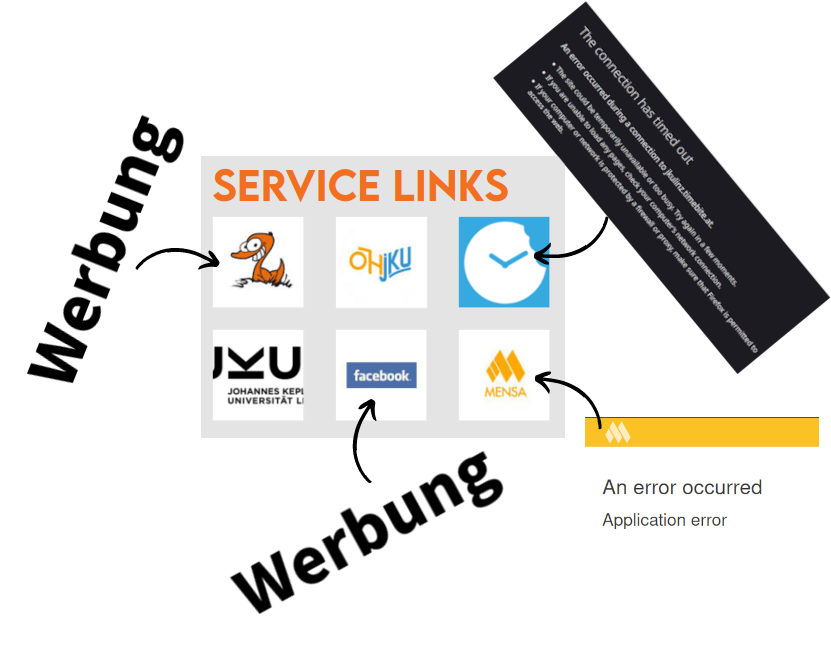 The connection has timed out
An error occurred during a connection to jkulinz.timebite.at.
• The site could be temporarily unavailable or too busy. Try again in a few moments.
• If you are unable to load any pages, check your computer's network connection.
• If your computer or network is protected by a firewall or proxy, make sure that Firefox is permitted to
access the web.
Werbung
SERVICE LINKS
ÖHJKU
JKU
JOHANNES KEPL
UNIVERSITÄT LI
facebook
MENSA
An error occurred
Application error
Werbung